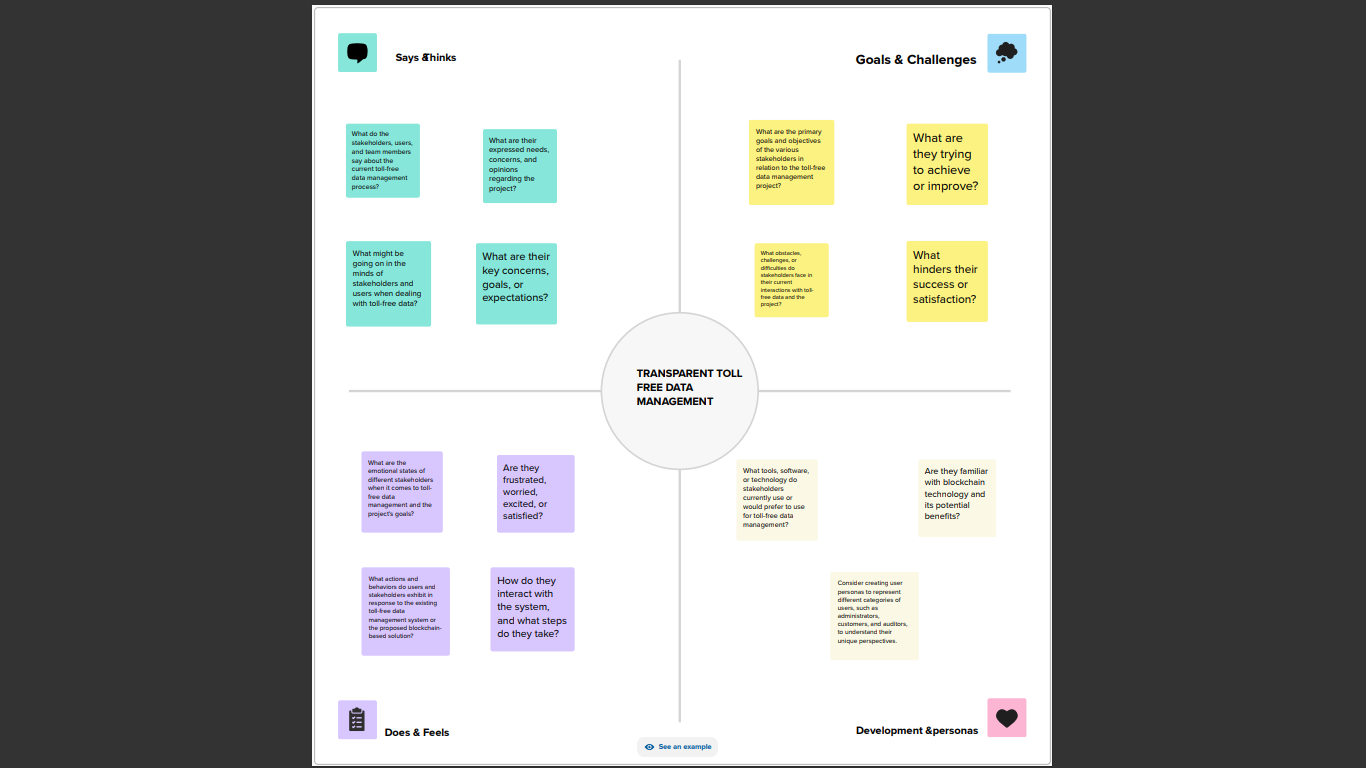 Says &Thinks
Goals & Challenges
What do the
stakeholders, users,
and team members
say about the
current toll-free
data management
process?
What are their
expressed needs,
concerns, and
opinions
regarding the
project?
What are the primary
goals and objectives
of the various
stakeholders in
relation to the toll-free
data management
project?
What are
they trying
to achieve
or improve?
What might be
going on in the
minds of
stakeholders and
users when dealing
with toll-free data?
What are their
key concerns,
goals, or
expectations?
What obstacles,
challenges, or
difficulties do
stakeholders face in
their current
interactions with toll-
free data and the
project?
What
hinders their
success or
satisfaction?
TRANSPARENT TOLL
FREE DATA
MANAGEMENT
What are the
emotional states of
different stakeholders
when it comes to toll-
free data
management and the
project's goals?
Are they
frustrated,
worried,
excited, or
satisfied?
What tools, software,
or technology do
stakeholders
currently use or
would prefer to use
for toll-free data
management?
Are they familiar
with blockchain
technology and
its potential
benefits?
What actions and
behaviors do users and
stakeholders exhibit in
response to the existing
toll-free data
management system or
the proposed blockchain-
based solution?
How do they
interact with
the system,
and what steps
do they take?
Consider creating user
personas to represent
different categories of
users, such as
administrators,
customers, and auditors,
to understand their
unique perspectives.
Does & Feels
Development &personas
See an example